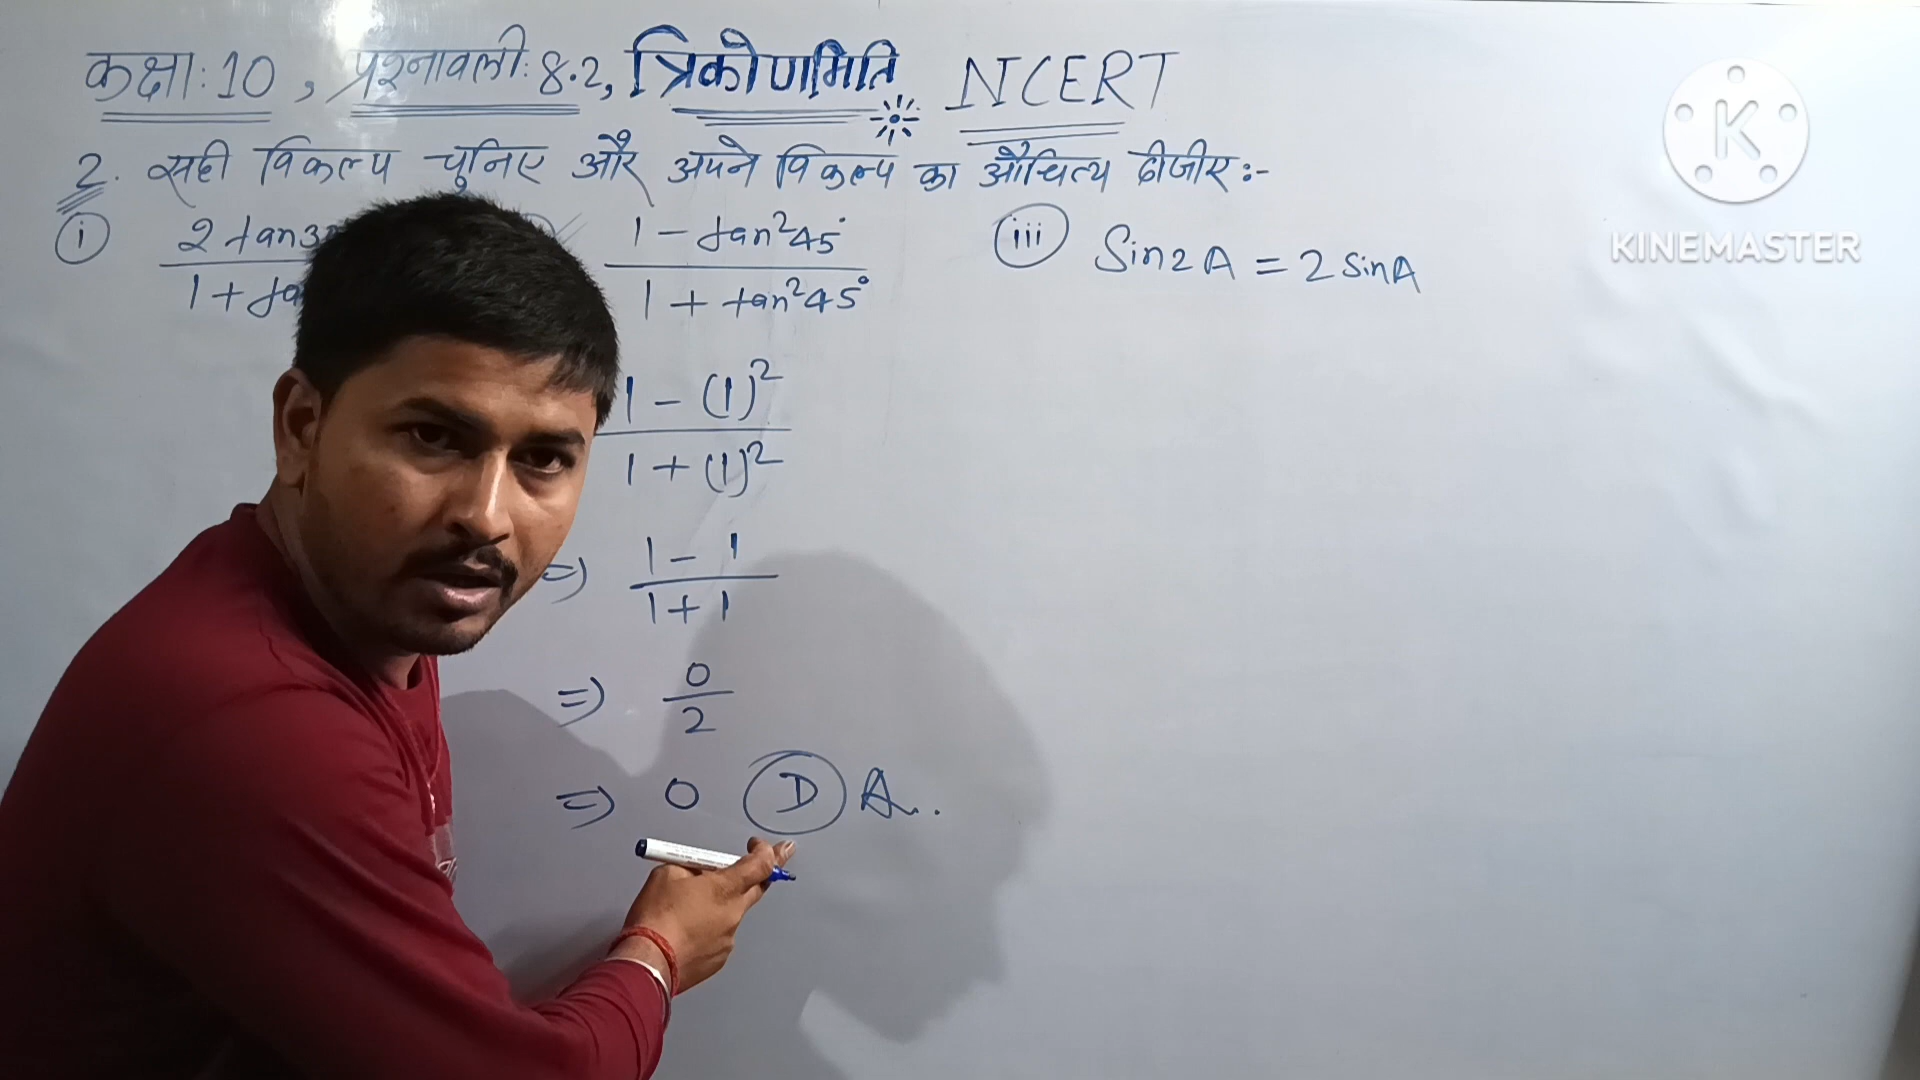 कक्षा: 10 , प्रश्नावली: 8.2, त्रिकोणमिति NCERT
2. सही विकल्प चुनिए और अपने विकल्प का औचित्य दीजीए :-
i 2 tan3
1 + ta
1 - tan²45°
1 + tan²45°
iii Sin2A = 2 sinA
1 - (1)²
1 + (1)²
=) 1 - 1
1 + 1
=) 0
2
=) 0 D A.
K
KINEMASTER